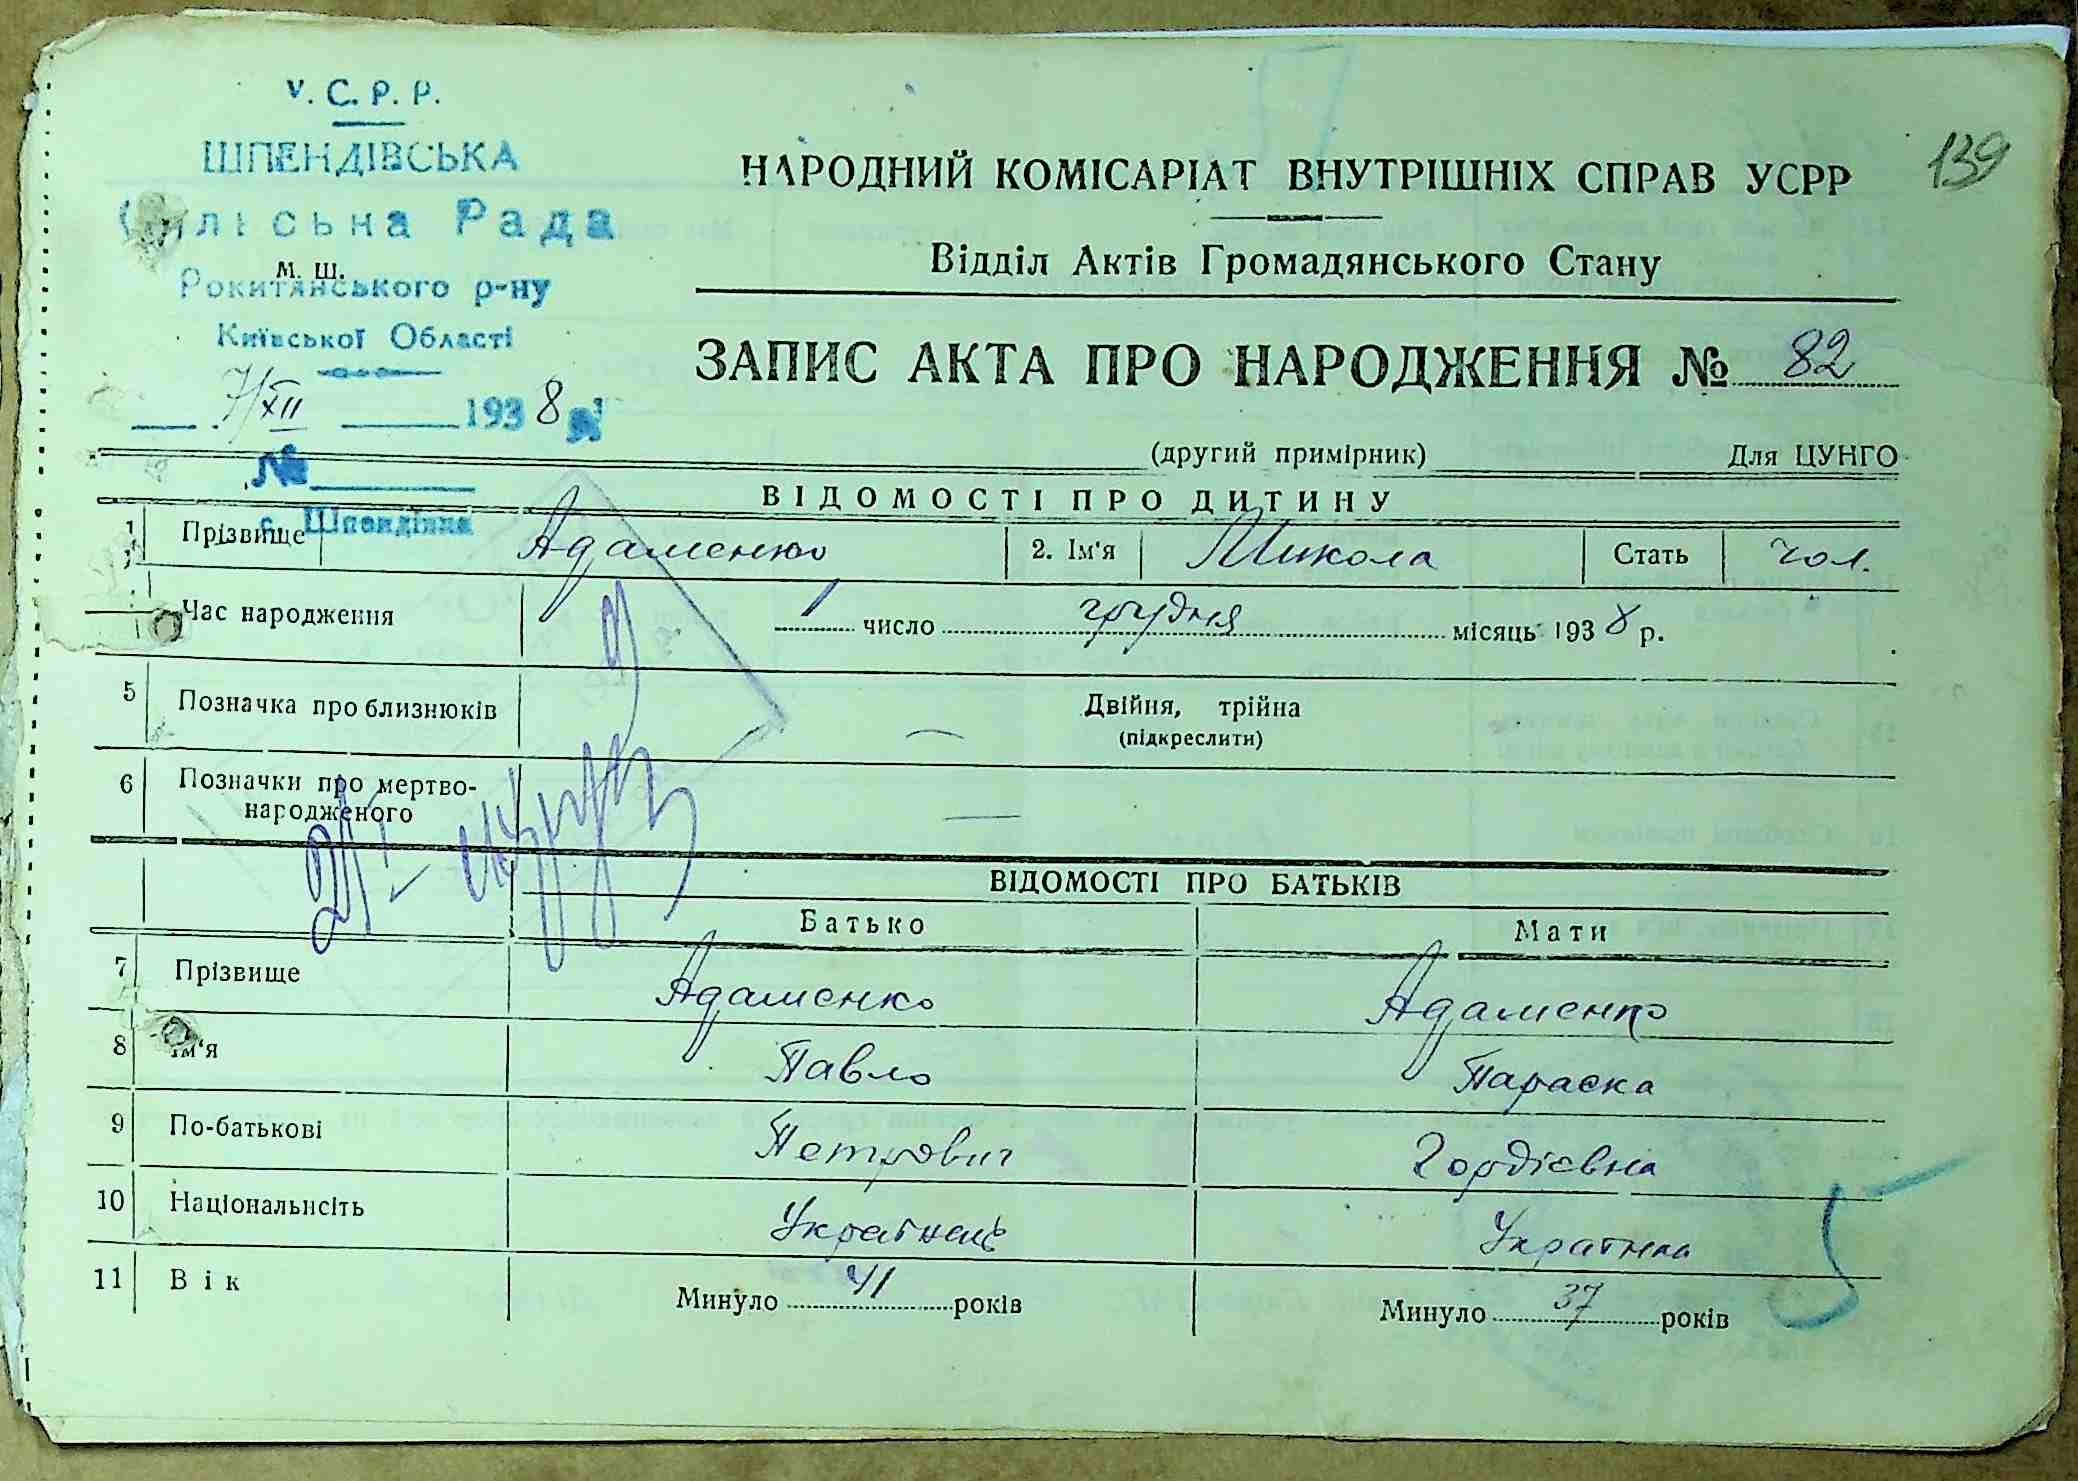 139
У. С. Р. Р.
ШПЕНДІВСЬКА
Сільська Рада
М. Ш.
Рокитянського р-ну
Київської Області
7/XII 1938 р.
№
с. Шпендівка
НАРОДНИЙ КОМІСАРІАТ ВНУТРІШНІХ СПРАВ УСРР
Відділ Актів Громадянського Стану
ЗАПИС АКТА ПРО НАРОДЖЕННЯ № 82
(другий примірник) Для ЦУНГО
ВІДОМОСТІ ПРО ДИТИНУ
1 Прізвище Адаменко 2. Ім'я Микола Стать чол.
Час народження 1 число грудня місяць 1938 р.
5 Позначка про близнюків — Двійня, трійна
(підкреслити)
6 Позначки про мертво-
народженого —
ВІДОМОСТІ ПРО БАТЬКІВ
Батько Мати
7 Прізвище Адаменко Адаменко
8 Ім'я Павло Параска
9 По-батькові Петрович Гордієвна
10 Національнсіть Українець Українка
11 Вік Минуло 41 років Минуло 37 років
5